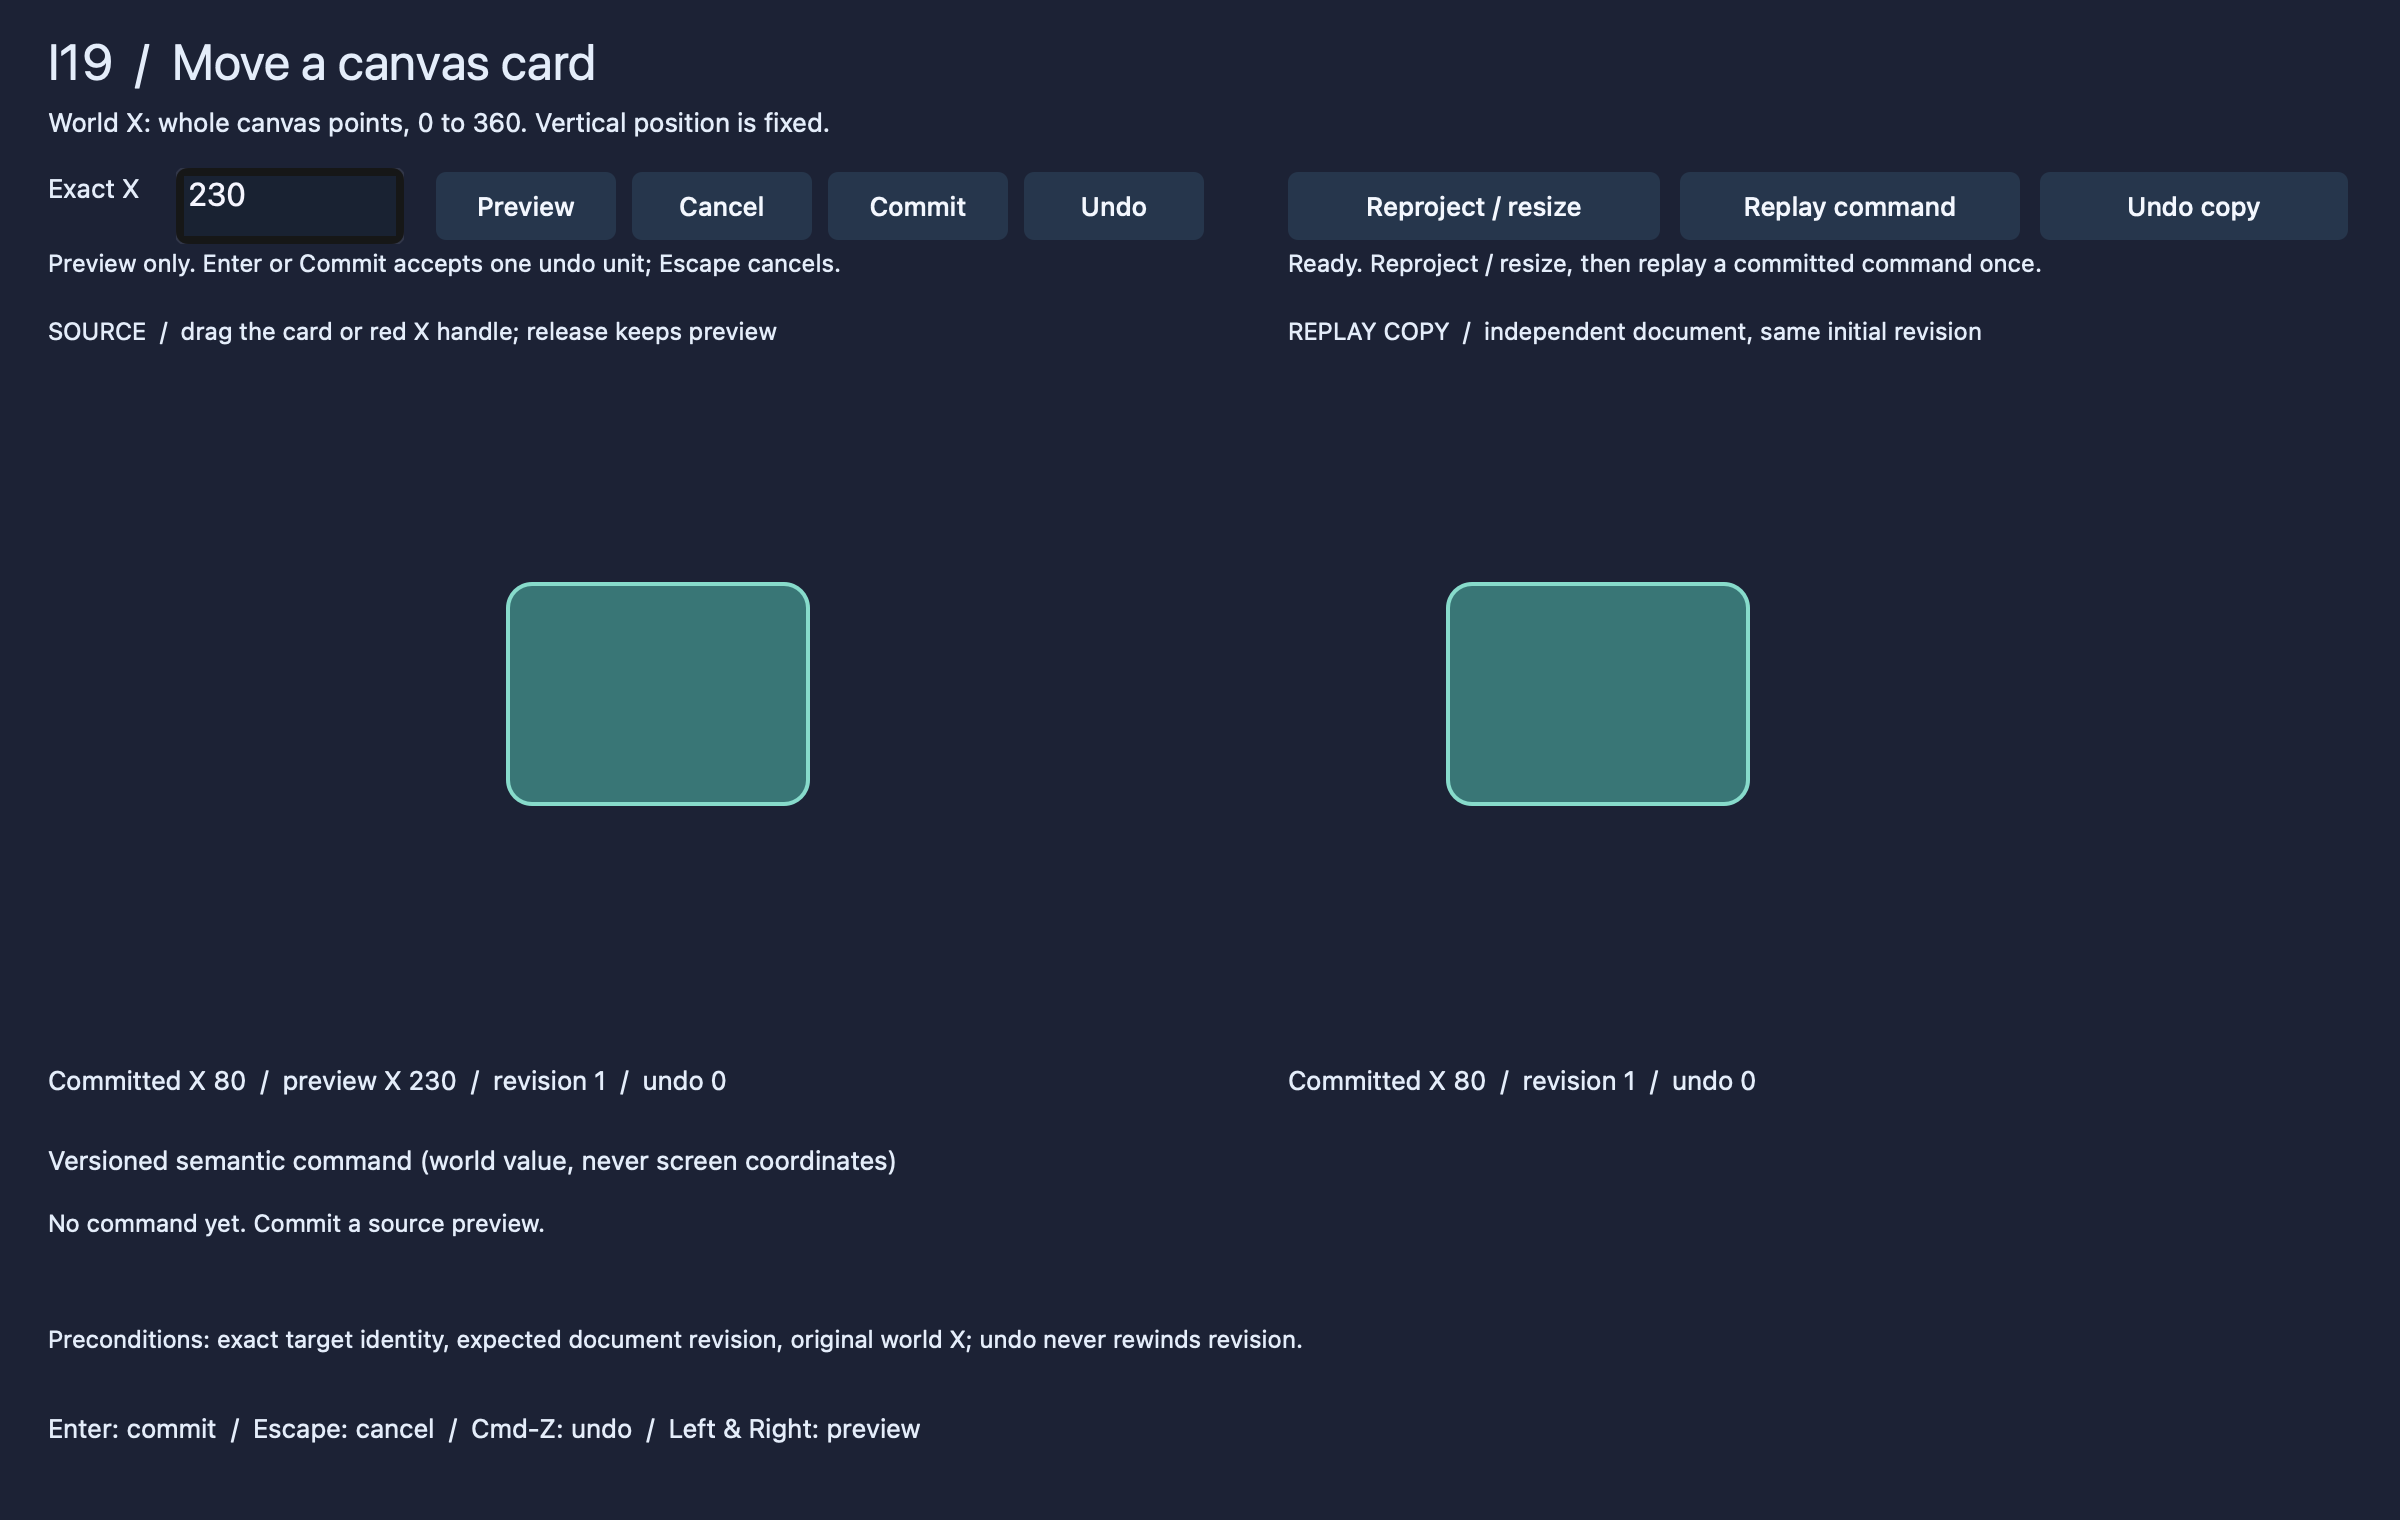 I19 / Move a canvas card
World X: whole canvas points, 0 to 360. Vertical position is fixed.
Exact X 230 Preview Cancel Commit Undo Reproject / resize Replay command Undo copy
Preview only. Enter or Commit accepts one undo unit; Escape cancels.
Ready. Reproject / resize, then replay a committed command once.
SOURCE / drag the card or red X handle; release keeps preview
REPLAY COPY / independent document, same initial revision
Committed X 80 / preview X 230 / revision 1 / undo 0
Committed X 80 / revision 1 / undo 0
Versioned semantic command (world value, never screen coordinates)
No command yet. Commit a source preview.
Preconditions: exact target identity, expected document revision, original world X; undo never rewinds revision.
Enter: commit / Escape: cancel / Cmd-Z: undo / Left & Right: preview